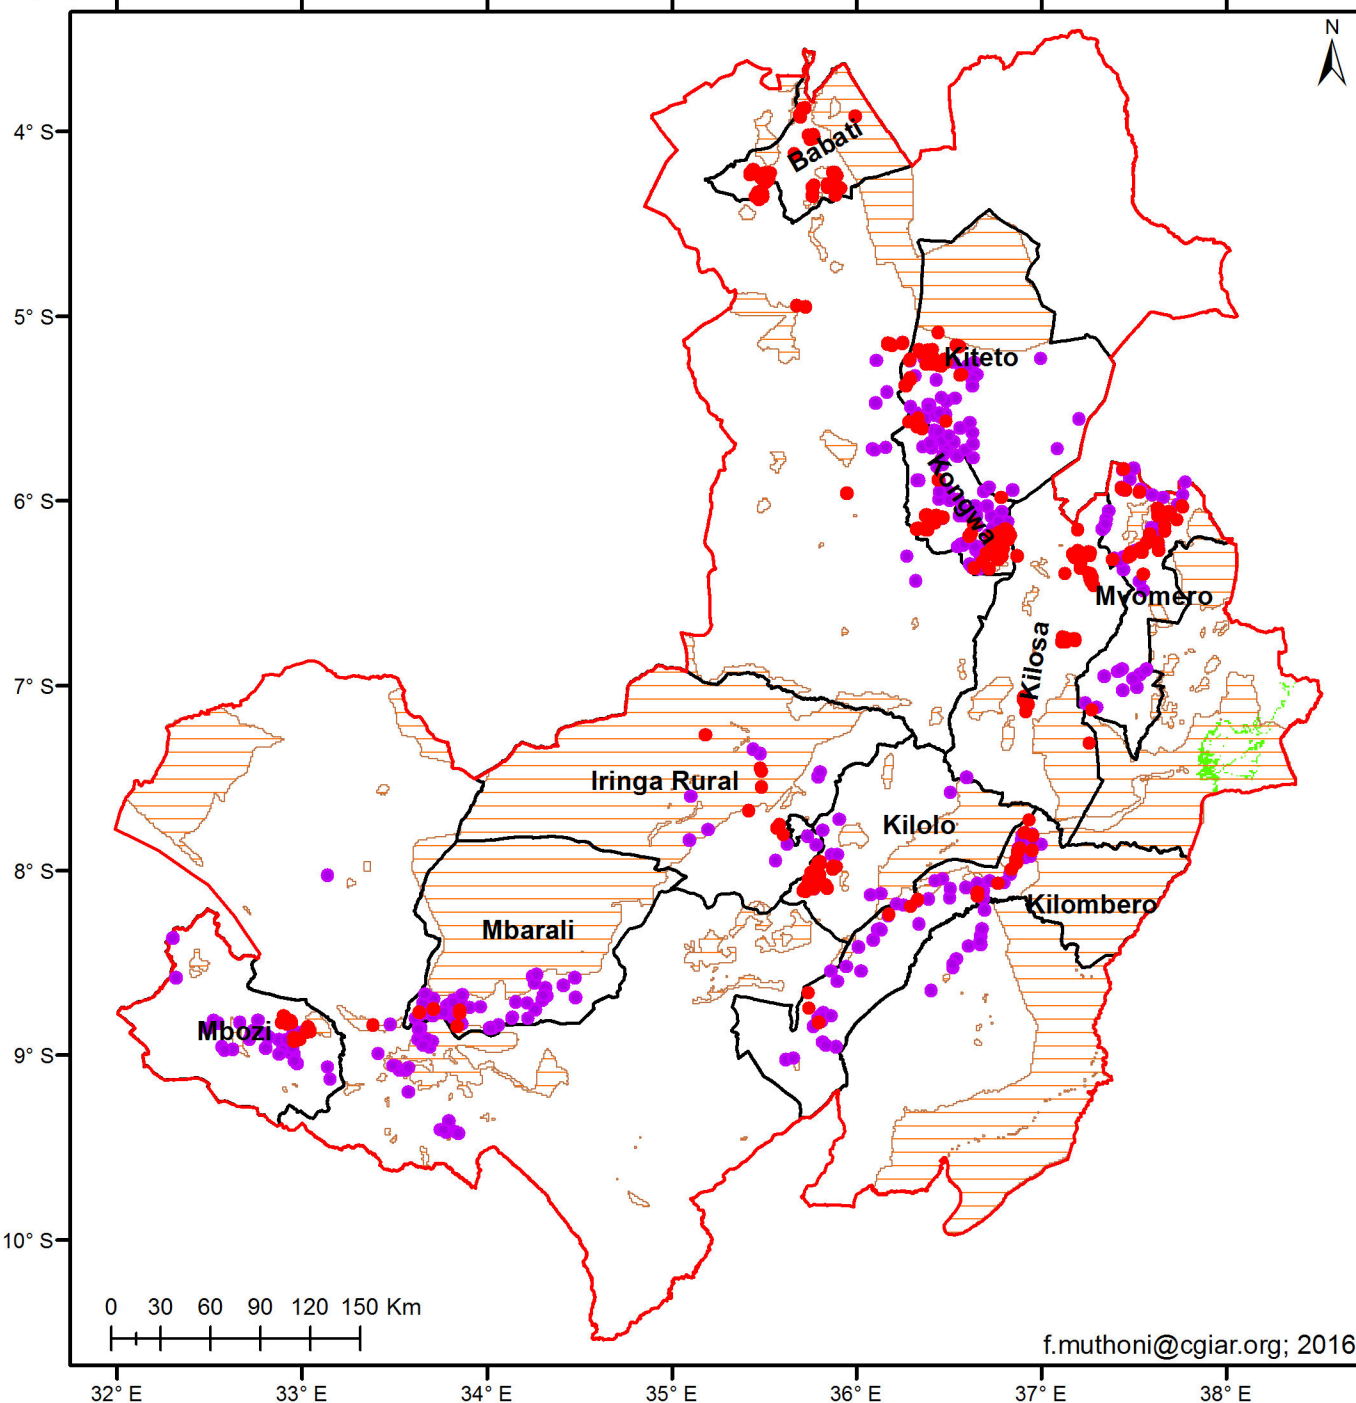 N
4° S
Babati
5° S
Kiteto
Kongwa
6° S
Mvomero
Kilosa
7° S
Iringa Rural
Kilolo
8° S
Kilombero
Mbarali
Mbozi
9° S
10° S
0 30 60 90 120 150 Km
f.muthoni@cgiar.org; 2016
32° E 33° E 34° E 35° E 36° E 37° E 38° E